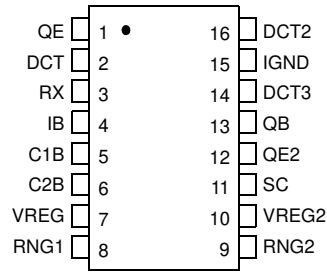 QE 1 16 DCT2
DCT 2 15 IGND
RX 3 14 DCT3
IB 4 13 QB
C1B 5 12 QE2
C2B 6 11 SC
VREG 7 10 VREG2
RNG1 8 9 RNG2